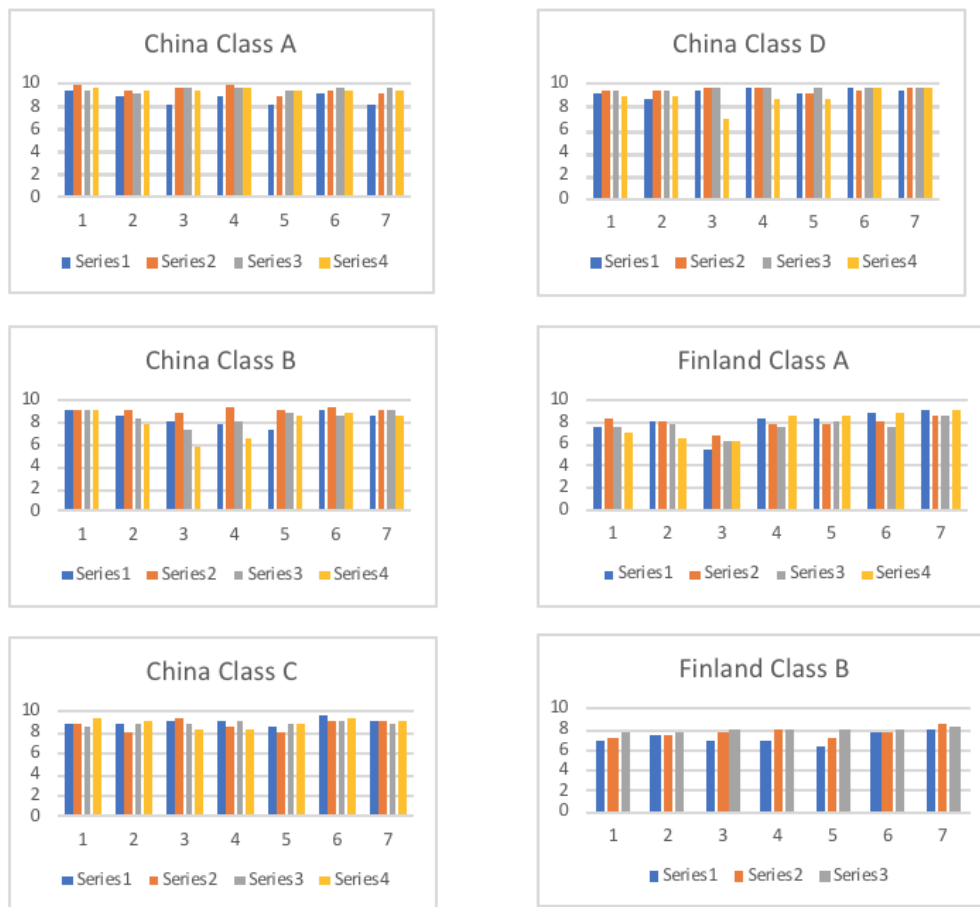 China Class A
10
8
6
4
2
0
1 2 3 4 5 6 7
Series1 Series2 Series3 Series4
China Class D
10
8
6
4
2
0
1 2 3 4 5 6 7
Series1 Series2 Series3 Series4
China Class B
10
8
6
4
2
0
1 2 3 4 5 6 7
Series1 Series2 Series3 Series4
Finland Class A
10
8
6
4
2
0
1 2 3 4 5 6 7
Series1 Series2 Series3 Series4
China Class C
10
8
6
4
2
0
1 2 3 4 5 6 7
Series1 Series2 Series3 Series4
Finland Class B
10
8
6
4
2
0
1 2 3 4 5 6 7
Series1 Series2 Series3